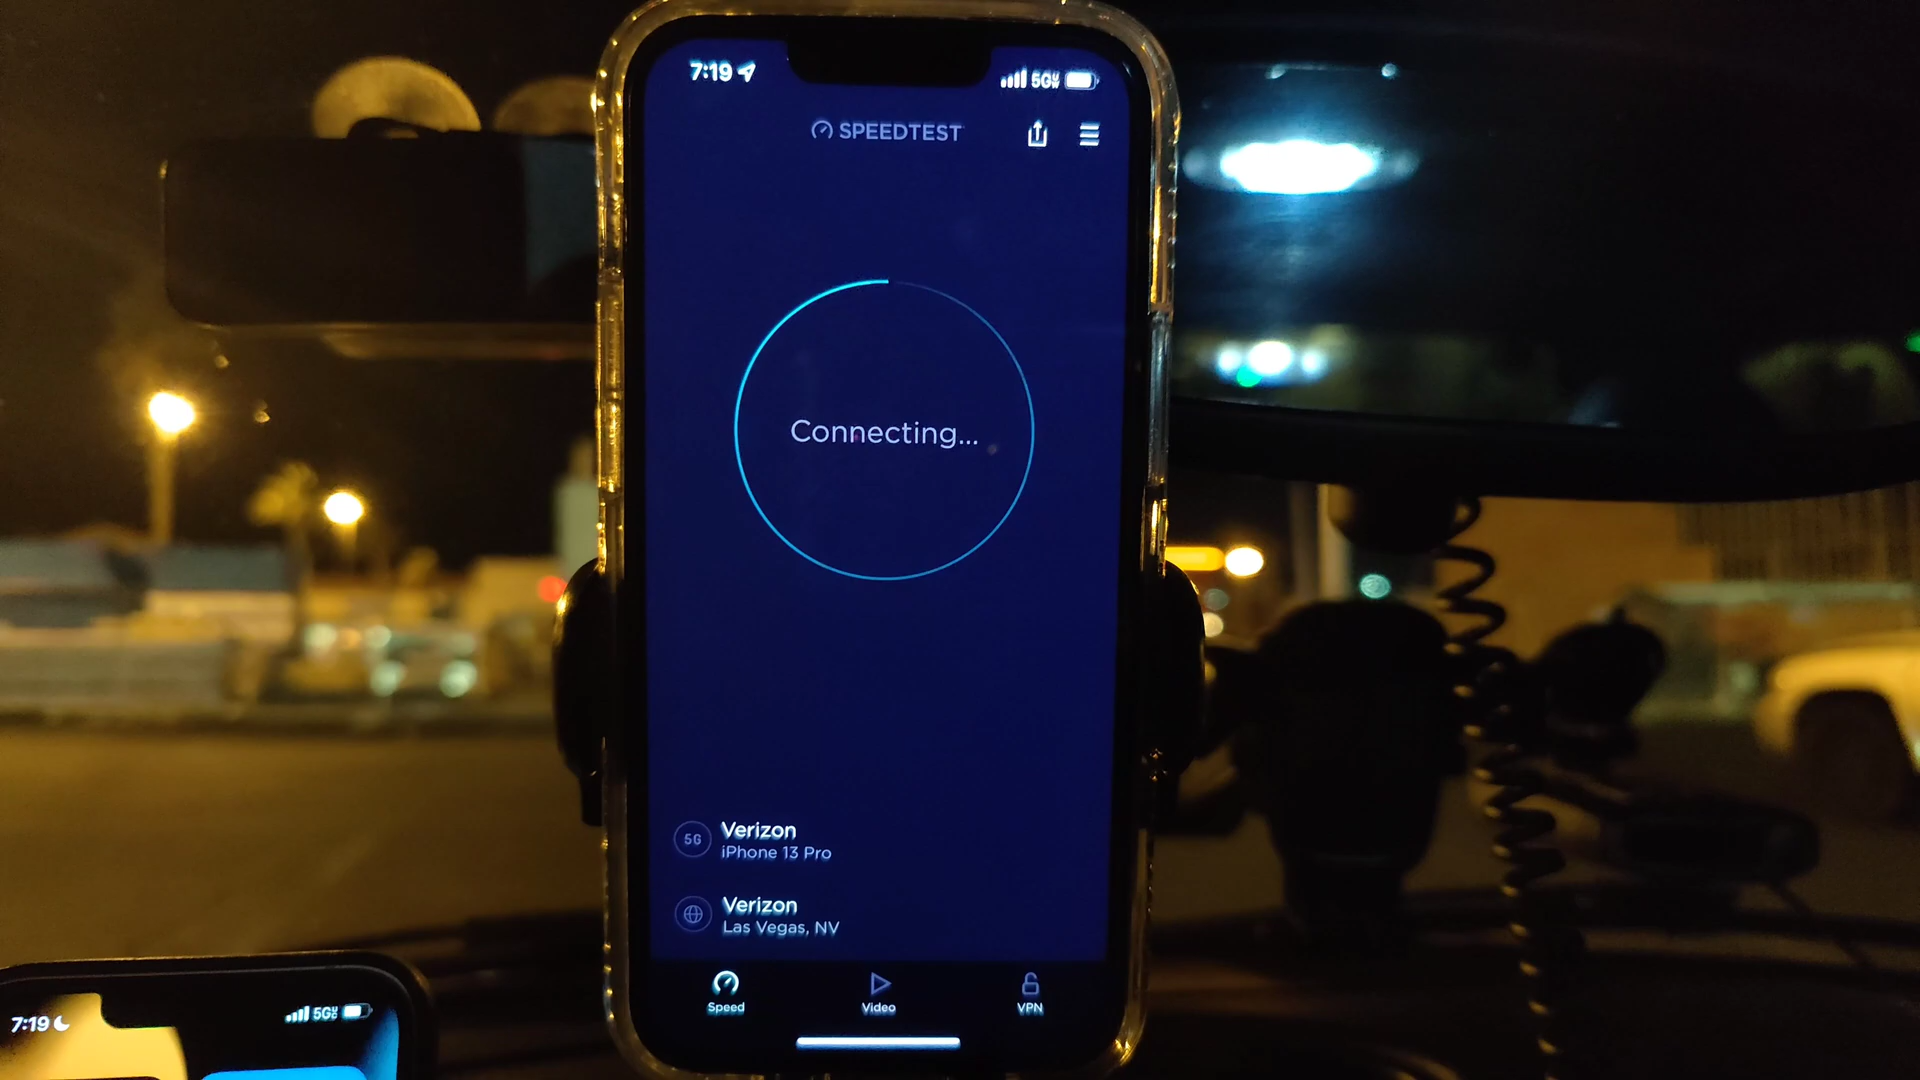 7:19
5G UW
SPEEDTEST
Connecting...
5G
Verizon
iPhone 13 Pro
Verizon
Las Vegas, NV
Speed
Video
VPN
7:19
5G